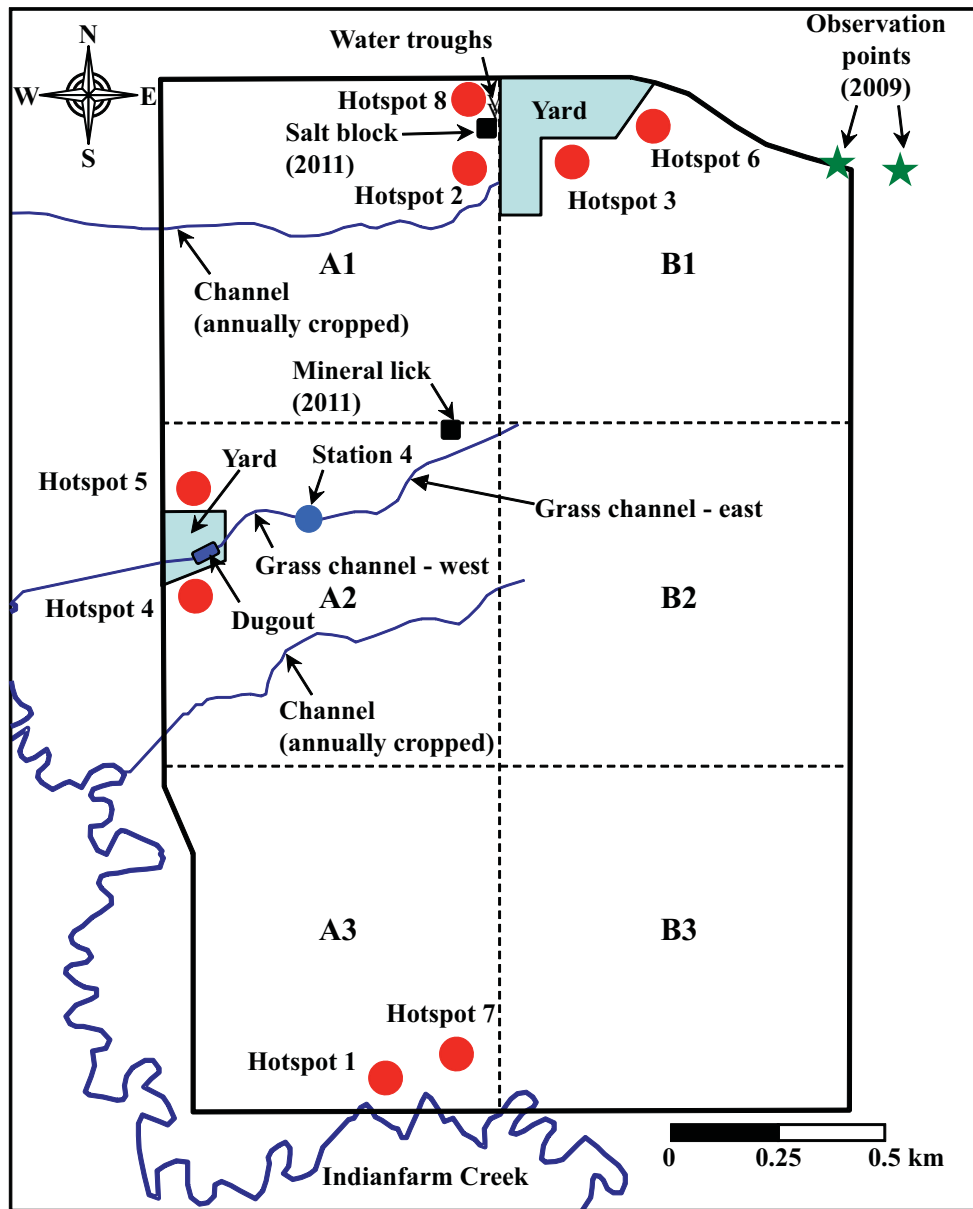 N
W
E
S
Water troughs
Observation
points
(2009)
Hotspot 8
Salt block
(2011)
Hotspot 2
Yard
Hotspot 6
Hotspot 3
A1
B1
Channel
(annually cropped)
Mineral lick
(2011)
Yard
Station 4
Hotspot 5
Grass channel - east
Grass channel - west
Hotspot 4
A2
B2
Dugout
Channel
(annually cropped)
A3
B3
Hotspot 7
Hotspot 1
0
0.25
0.5 km
Indianfarm Creek